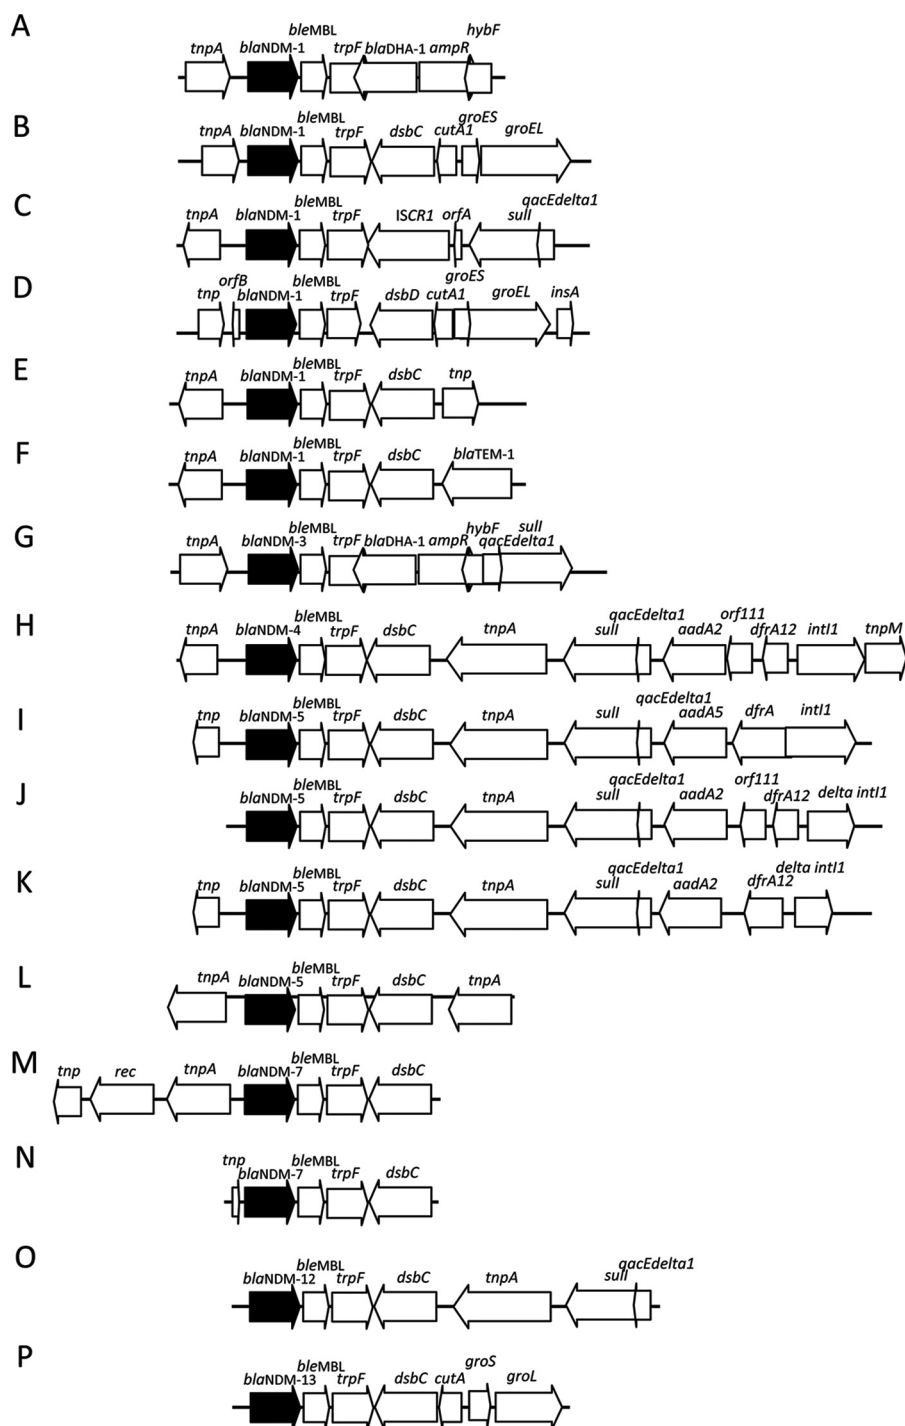 A
hybF
bleMBL
tnpA blaNDM-1 trpF blaDHA-1 ampR
B
bleMBL groES
tnpA blaNDM-1 trpF dsbC cutA1 groEL
C
bleMBL qacEdelta1
tnpA blaNDM-1 trpF ISCR1 orfA sulI
D
orfB bleMBL groES
tnp blaNDM-1 trpF dsbD cutA1 groEL insA
E
bleMBL
tnpA blaNDM-1 trpF dsbC tnp
F
bleMBL
tnpA blaNDM-1 trpF dsbC blaTEM-1
G
bleMBL hybF sulI
tnpA blaNDM-3 trpF blaDHA-1 ampR qacEdelta1
H
bleMBL qacEdelta1 orf111
tnpA blaNDM-4 trpF dsbC tnpA sulI aadA2 dfrA12 intI1 tnpM
I
bleMBL qacEdelta1
tnp blaNDM-5 trpF dsbC tnpA sulI aadA5 dfrA intI1
J
bleMBL qacEdelta1 orf111
blaNDM-5 trpF dsbC tnpA sulI aadA2 dfrA12 delta intI1
K
bleMBL qacEdelta1 delta intI1
tnp blaNDM-5 trpF dsbC tnpA sulI aadA2 dfrA12
L
bleMBL
tnpA blaNDM-5 trpF dsbC tnpA
M
bleMBL
tnp rec tnpA blaNDM-7 trpF dsbC
N
tnp bleMBL
blaNDM-7 trpF dsbC
O
bleMBL qacEdelta1
blaNDM-12 trpF dsbC tnpA sulI
P
bleMBL groS
blaNDM-13 trpF dsbC cutA groL